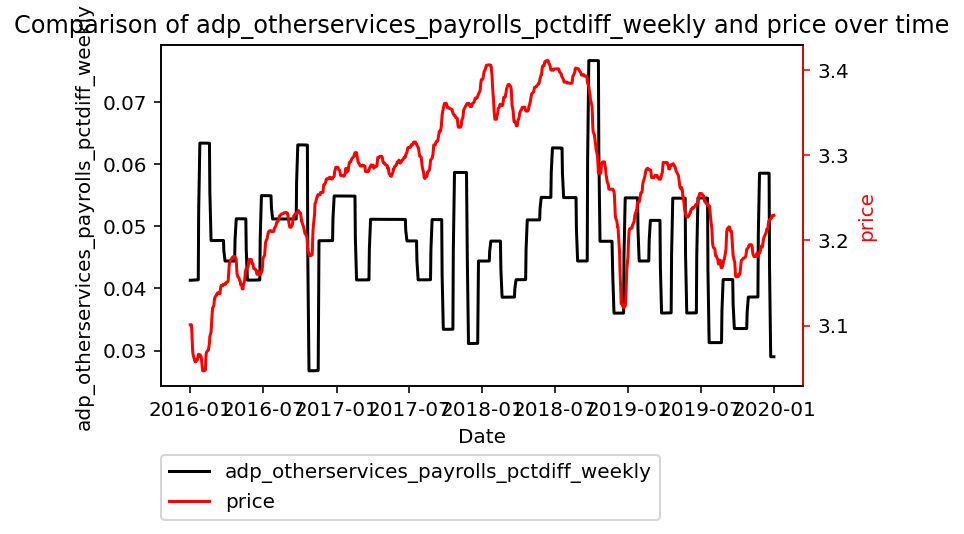 Comparison of adp_otherservices_payrolls_pctdiff_weekly and price over time
adp_otherservices_payrolls_pctdiff_weekly
0.07
0.06
0.05
0.04
0.03
3.4
3.3
3.2
3.1
price
2016-01 2016-07 2017-01 2017-07 2018-01 2018-07 2019-01 2019-07 2020-01
Date
adp_otherservices_payrolls_pctdiff_weekly
price